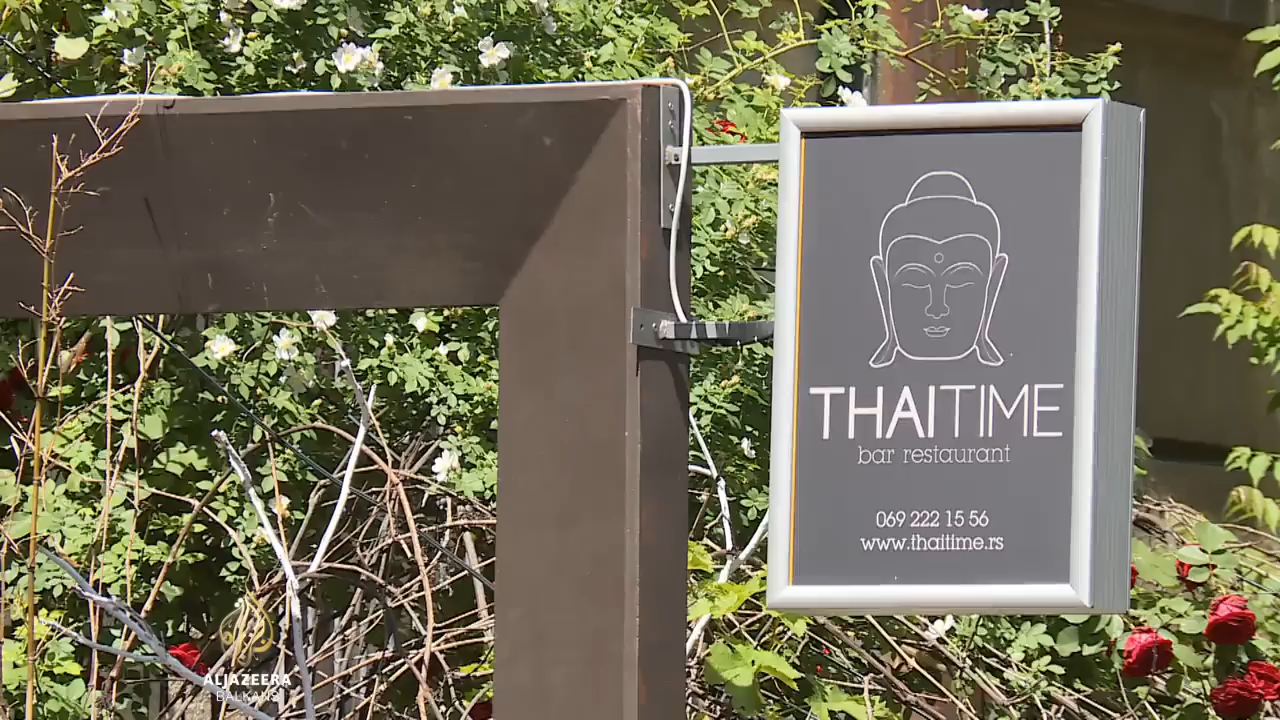 THAITIME
bar restaurant
069 222 15 56
www.thaitime.rs
ALJAZEERA
BALKANS